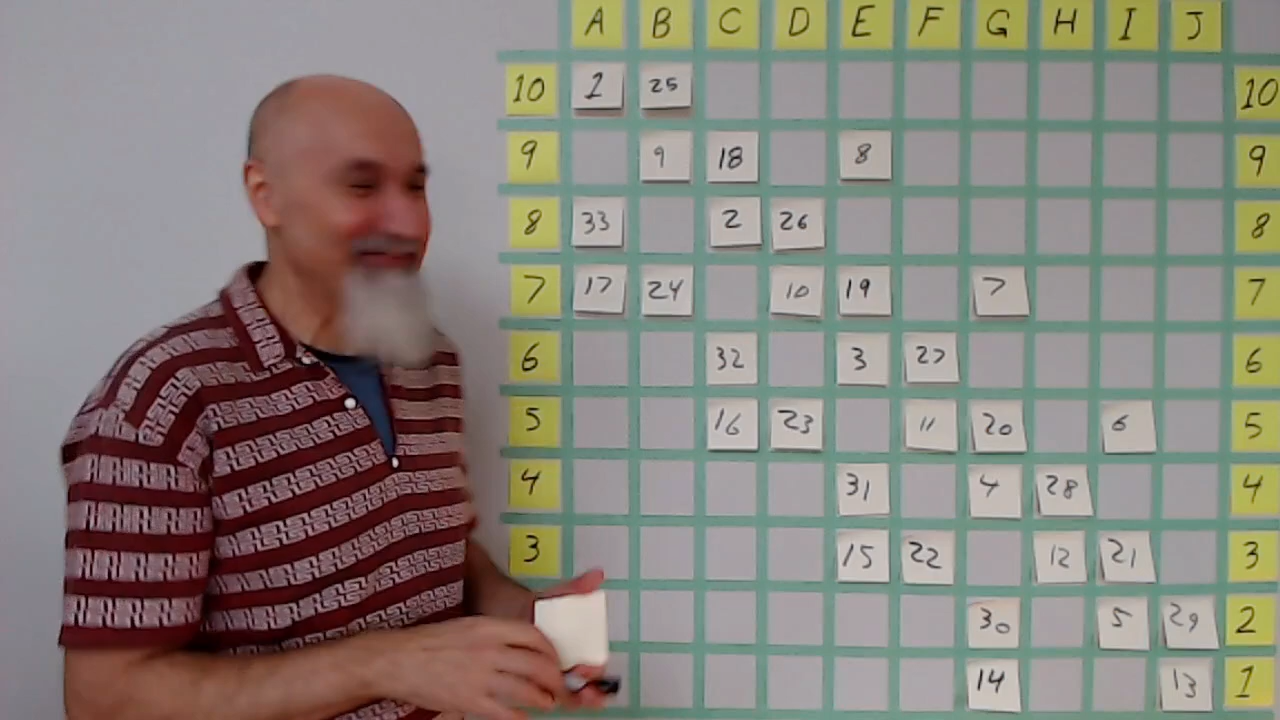 A B C D E F G H I J
10 1 25 10
9 9 18 8 9
8 33 2 26 8
7 17 24 10 19 7 7
6 32 3 27 6
5 16 23 11 20 6 5
4 31 4 28 4
3 15 22 12 21 3
30 5 29 2
14 13 1